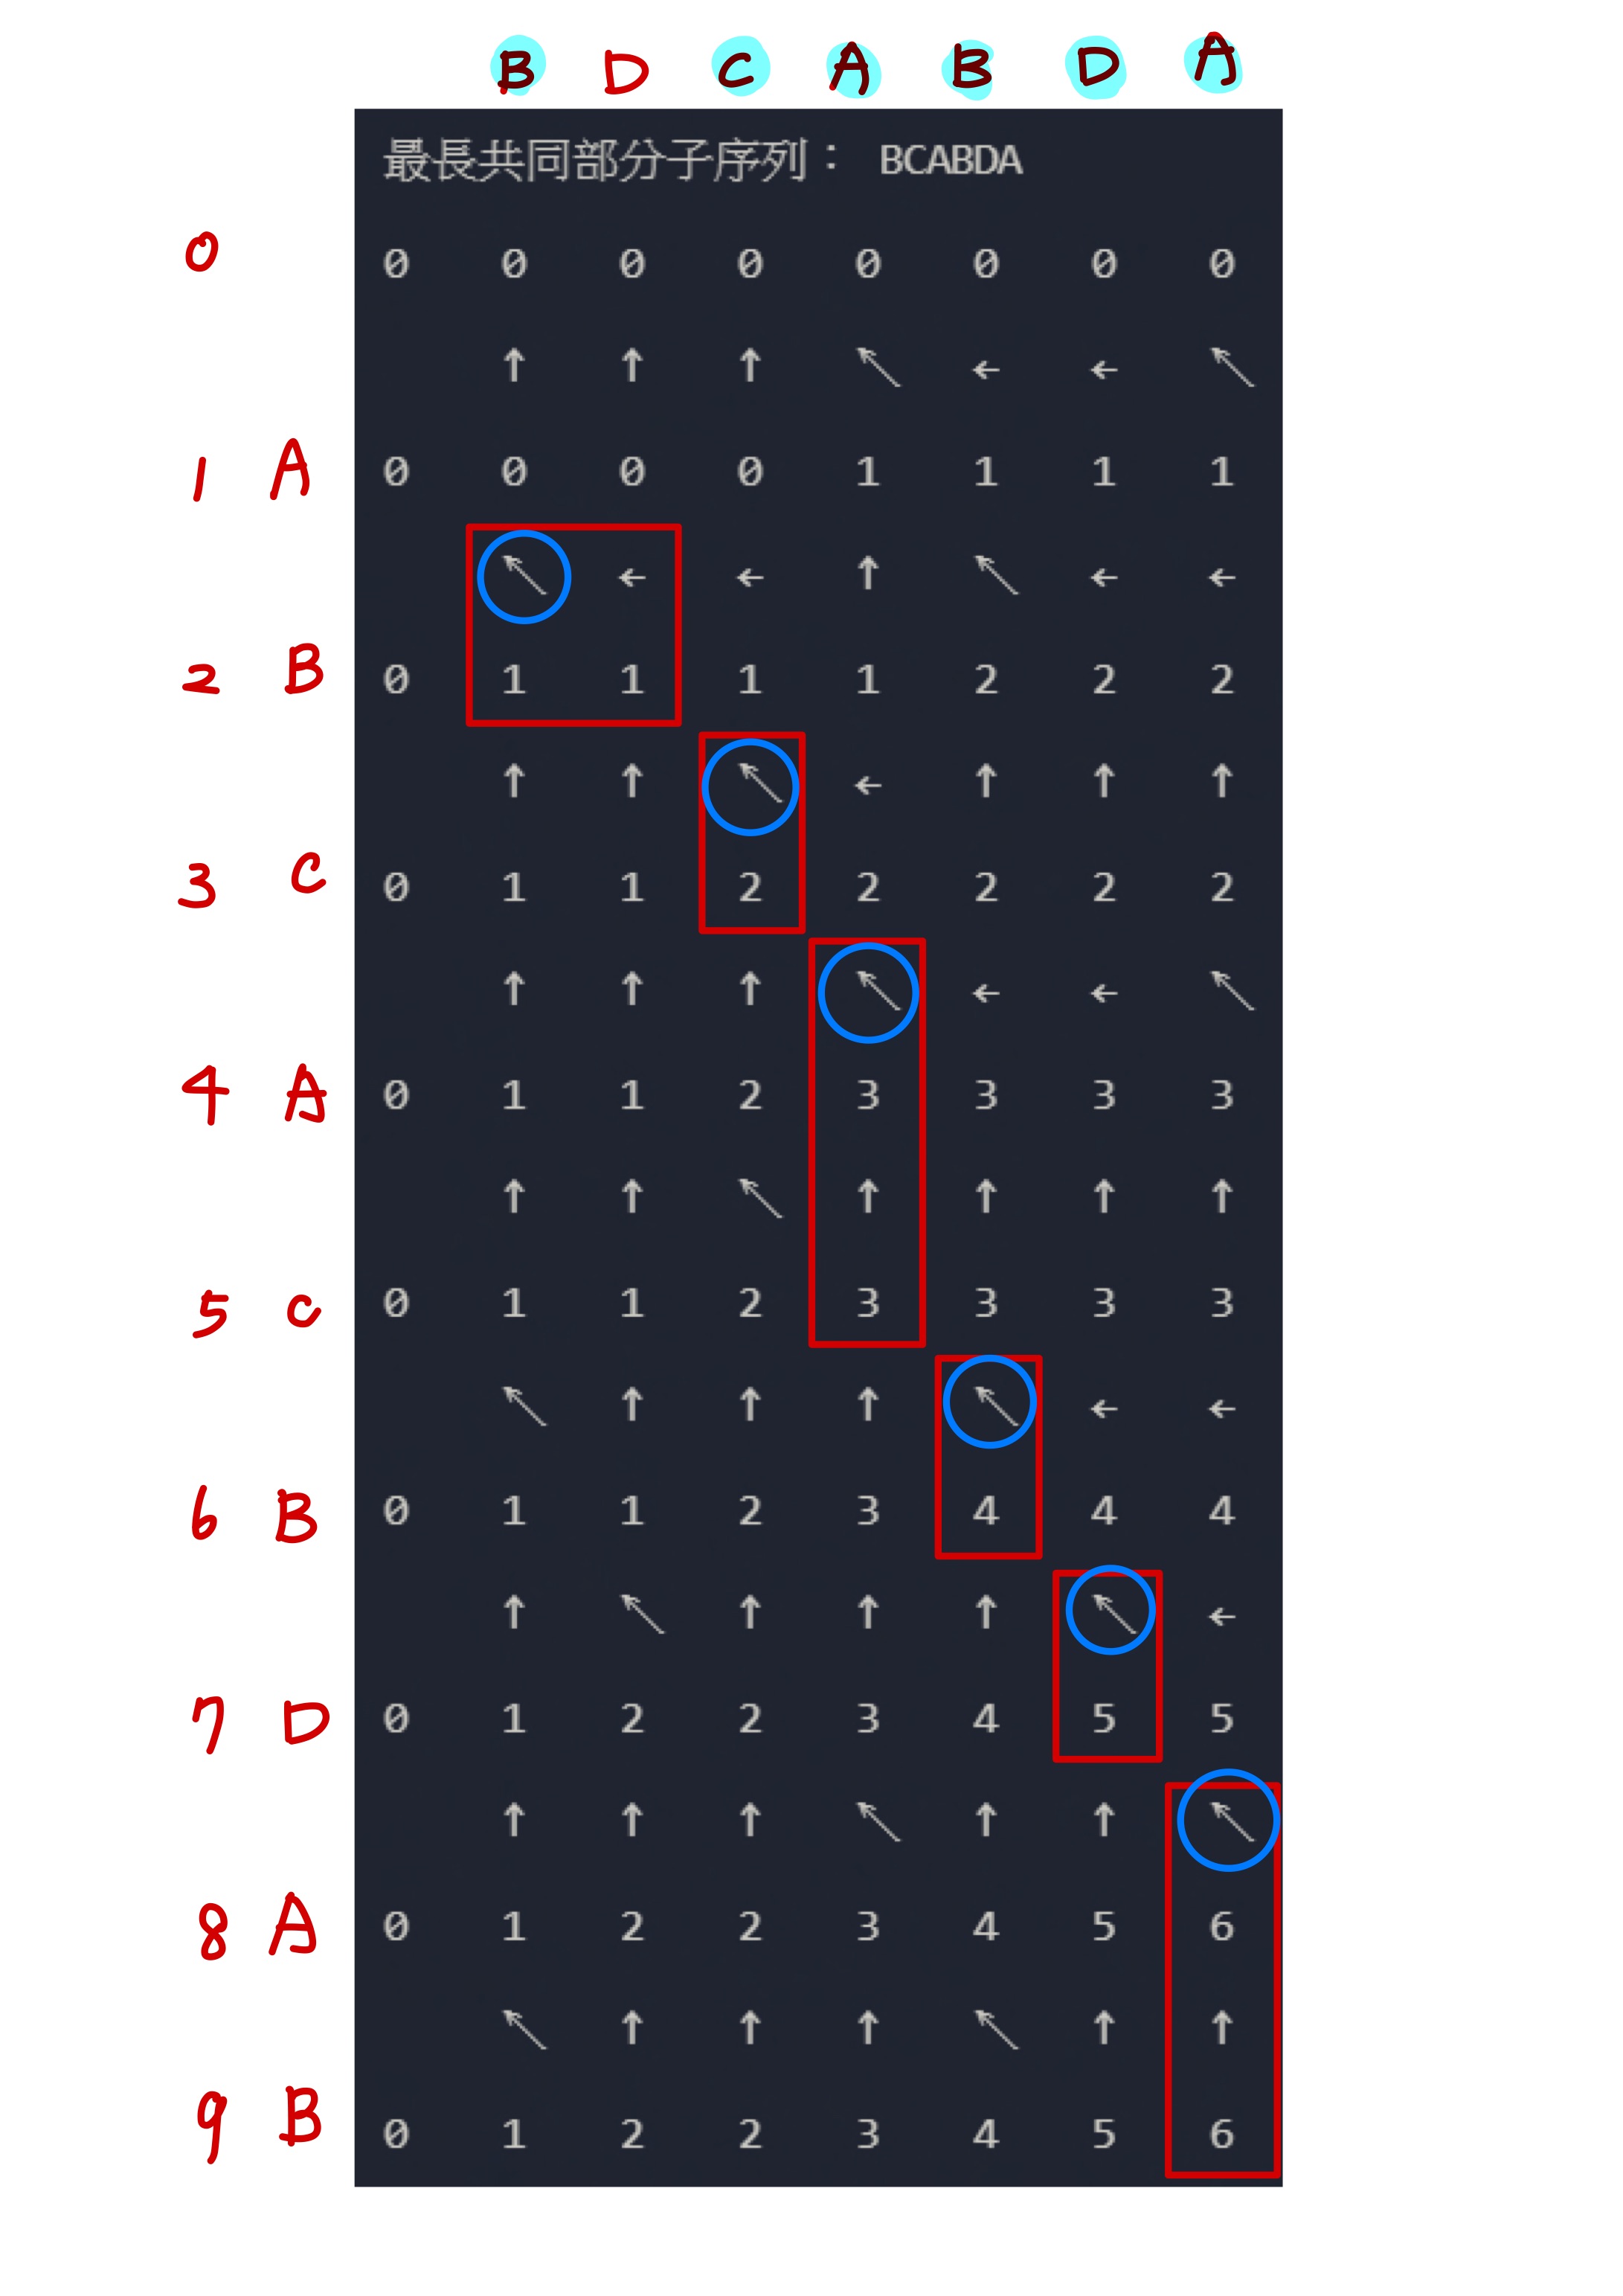 B D C A B D A
最長共同部分子序列： BCABDA
0 0 0 0 0 0 0 0 0
↑ ↑ ↑ ↖ ← ← ↖
1 A 0 0 0 0 1 1 1 1
↖ ← ← ↑ ↖ ← ←
2 B 0 1 1 1 1 2 2 2
↑ ↑ ↖ ← ↑ ↑ ↑
3 C 0 1 1 2 2 2 2 2
↑ ↑ ↑ ↖ ← ← ↖
4 A 0 1 1 2 3 3 3 3
↑ ↑ ↖ ↑ ↑ ↑ ↑
5 C 0 1 1 2 3 3 3 3
↖ ↑ ↑ ↑ ↖ ← ←
6 B 0 1 1 2 3 4 4 4
↑ ↖ ↑ ↑ ↑ ↖ ←
7 D 0 1 2 2 3 4 5 5
↑ ↑ ↑ ↖ ↑ ↑ ↖
8 A 0 1 2 2 3 4 5 6
↖ ↑ ↑ ↑ ↖ ↑ ↑
9 B 0 1 2 2 3 4 5 6